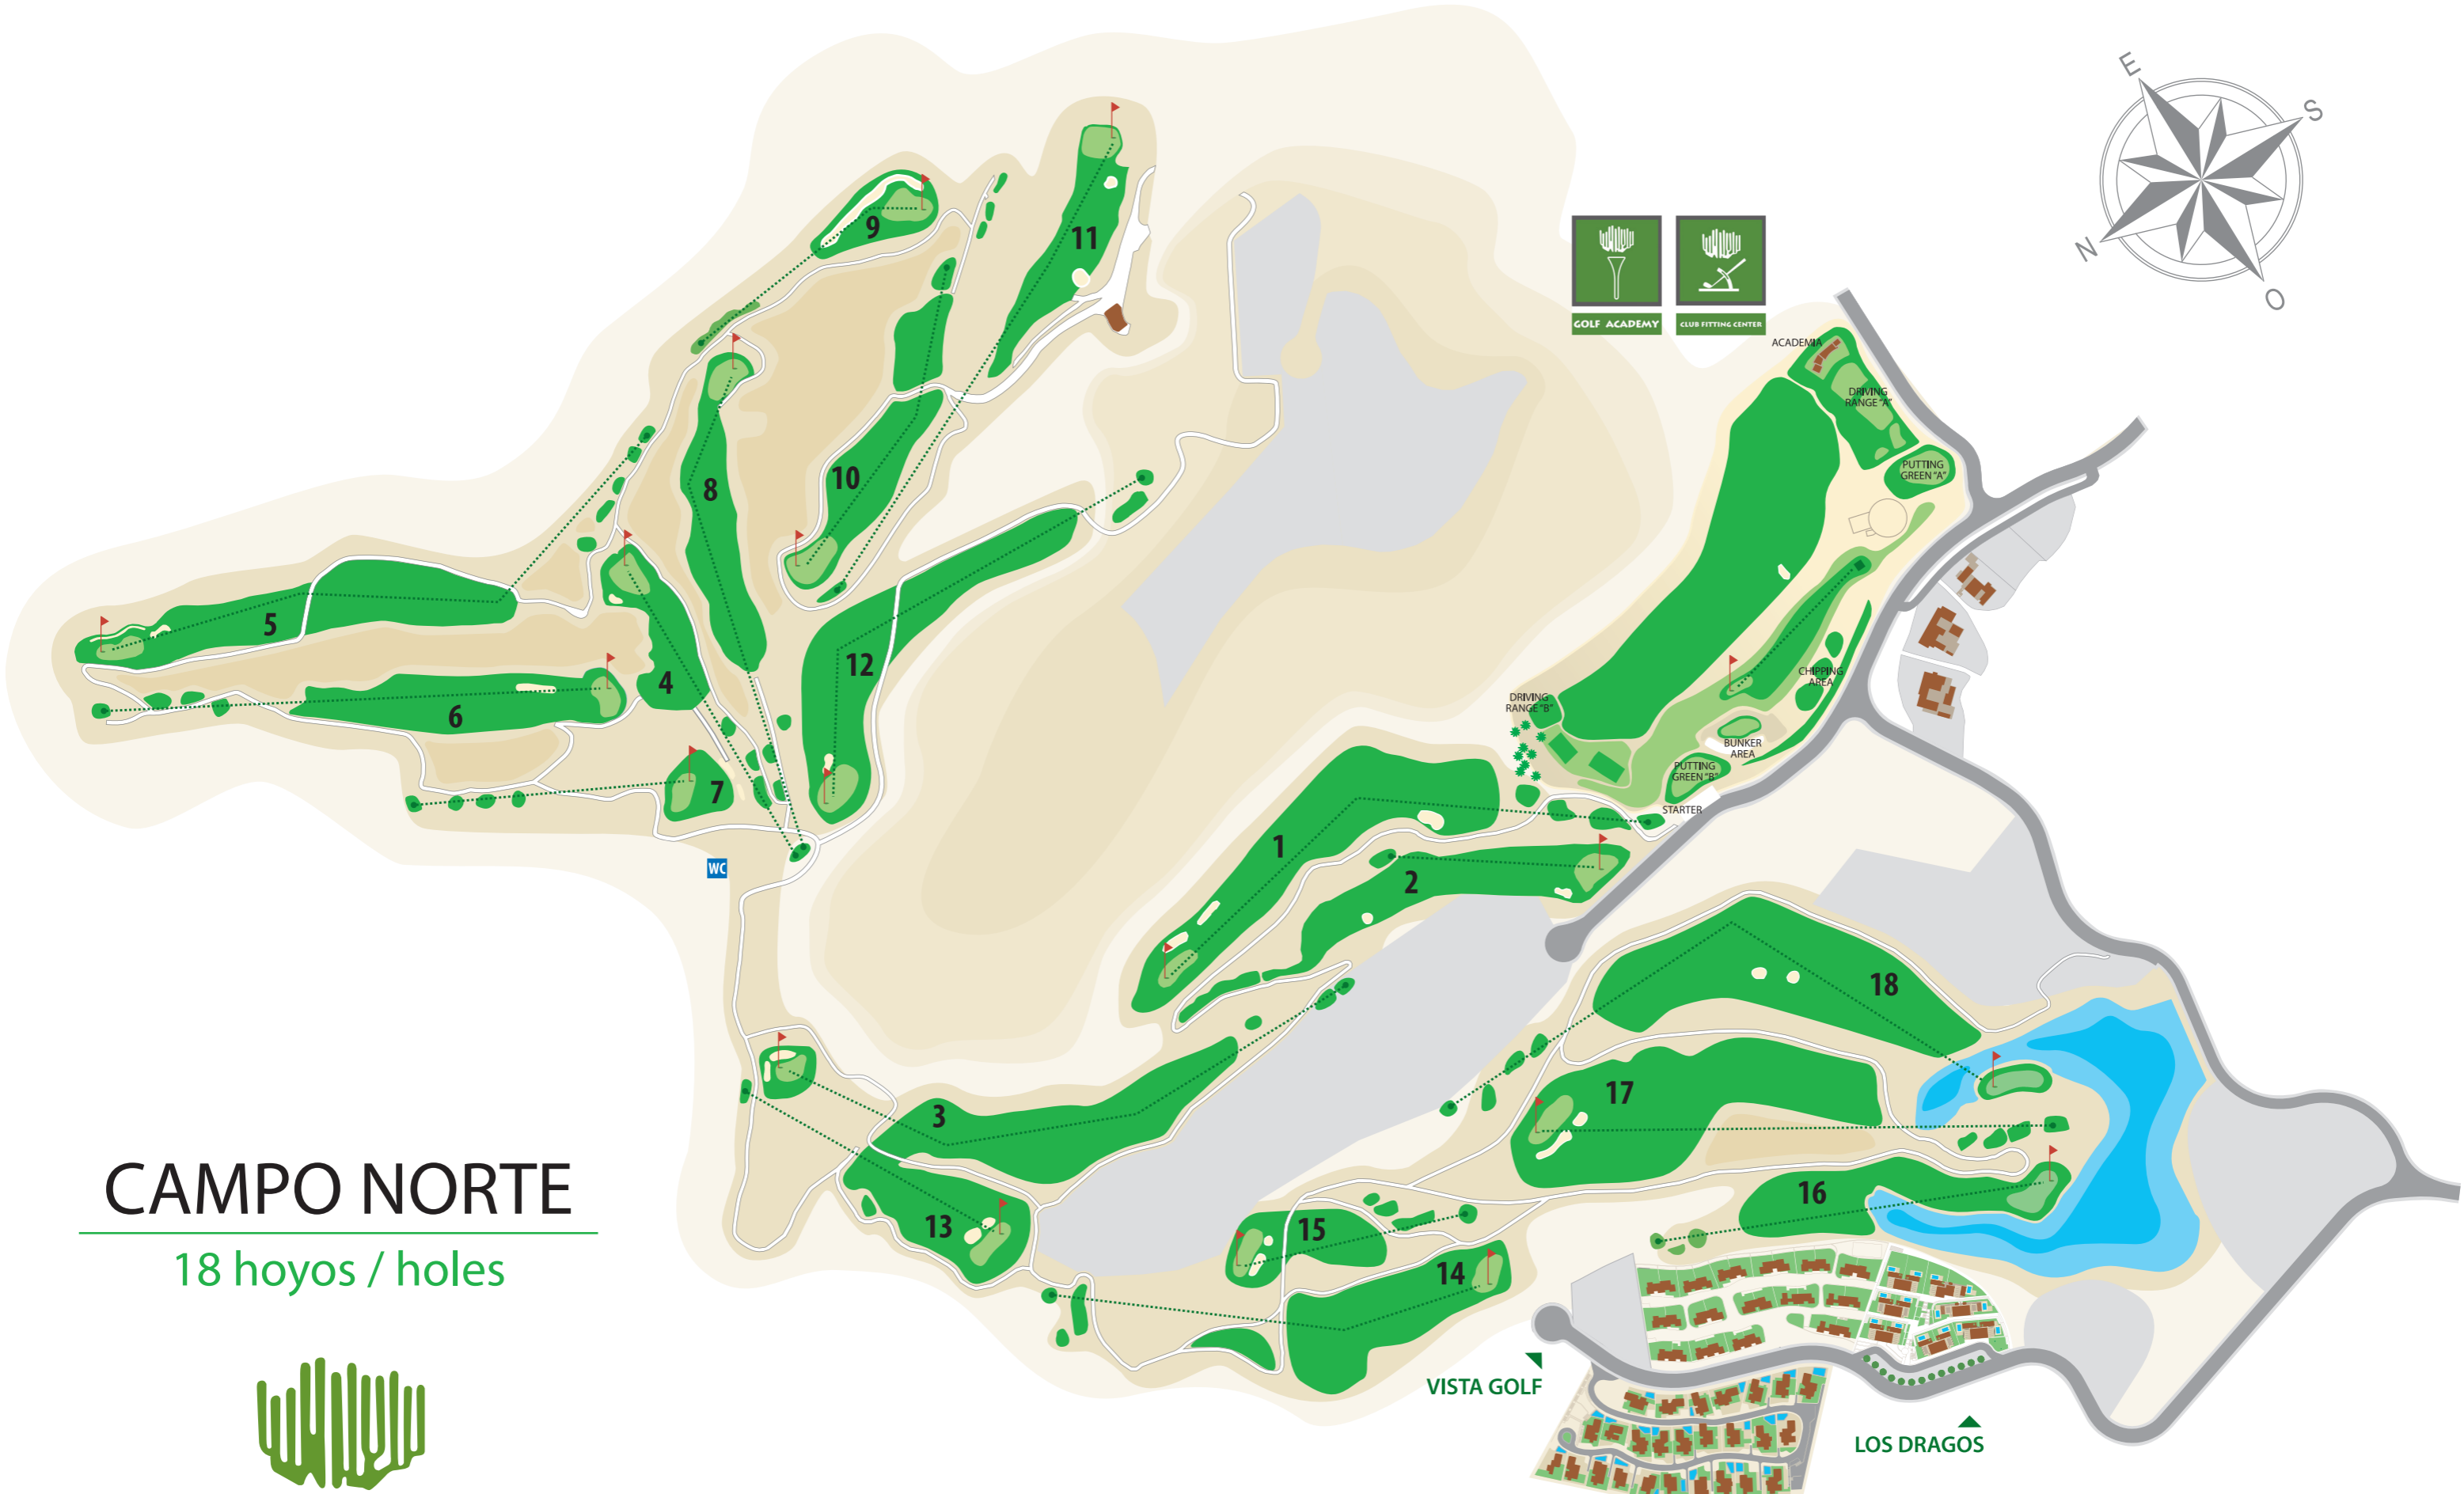 E
S
N
O
GOLF ACADEMY
CLUB FITTING CENTER
ACADEMIA
DRIVING
RANGE "A"
PUTTING
GREEN "A"
CHIPPING
AREA
DRIVING
RANGE "B"
BUNKER
AREA
PUTTING
GREEN "B"
STARTER
9
11
8
10
5
12
4
6
7
WC
1
2
18
3
17
16
13
15
14
CAMPO NORTE
18 hoyos / holes
VISTA GOLF
LOS DRAGOS